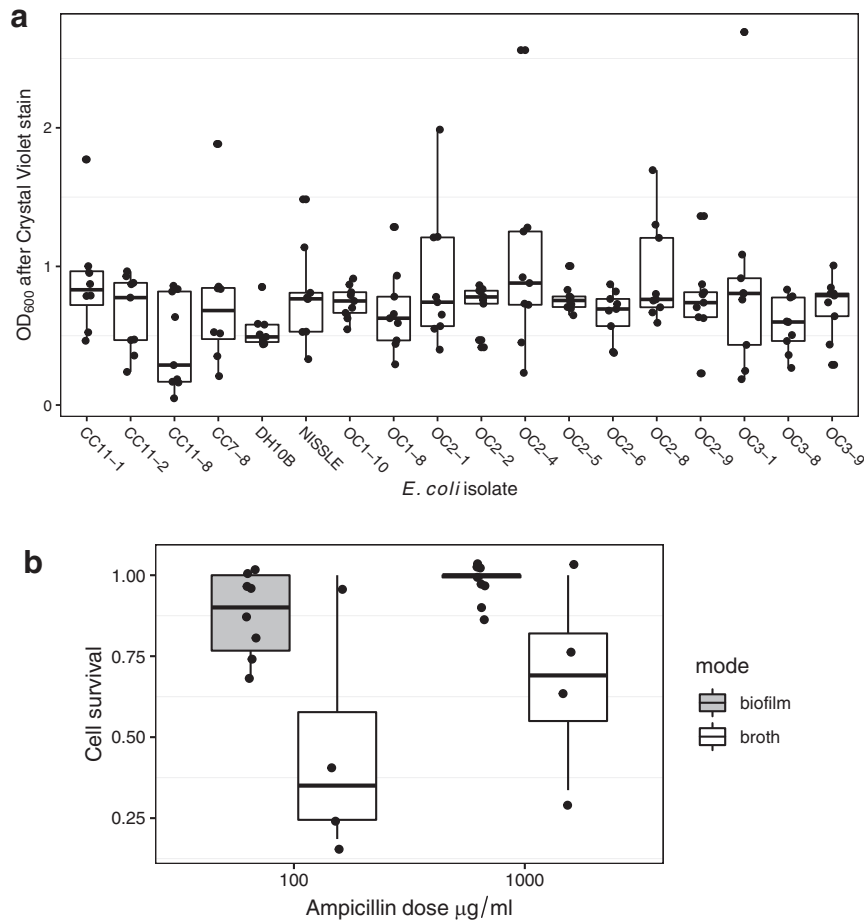 a
OD600 after Crystal Violet stain
2
1
0
CC11−1
CC11−2
CC11−8
CC7−8
DH10B
NISSLE
OC1−10
OC1−8
OC2−1
OC2−2
OC2−4
OC2−5
OC2−6
OC2−8
OC2−9
OC3−1
OC3−8
OC3−9
E. coli isolate
b
Cell survival
1.00
0.75
0.50
0.25
100
1000
Ampicillin dose μg/ml
mode
biofilm
broth